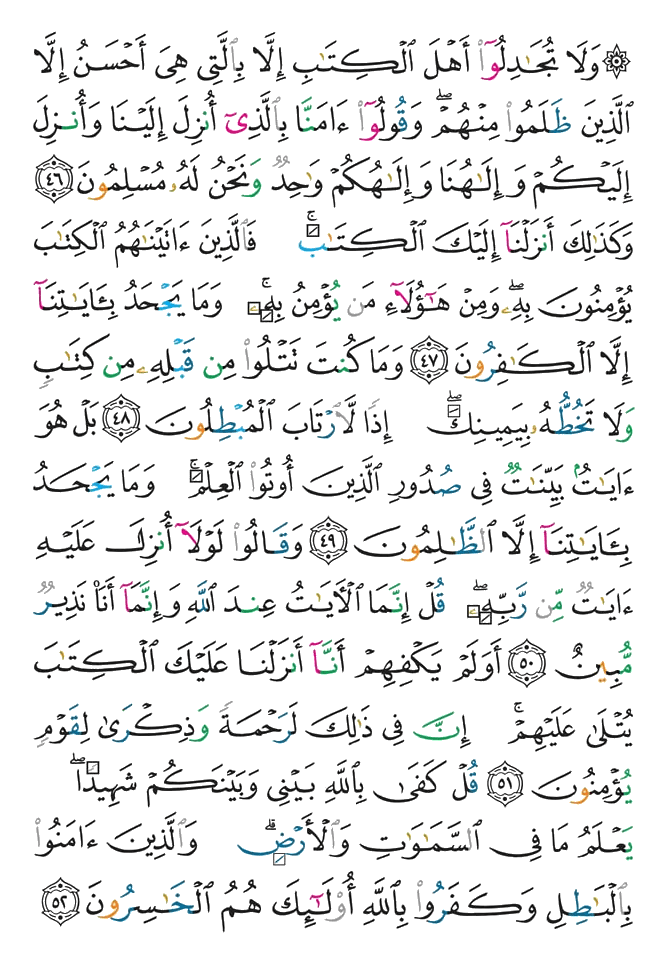 ۞ وَلَا تُجَٰدِلُوٓا۟ أَهْلَ ٱلْكِتَٰبِ إِلَّا بِٱلَّتِى هِىَ أَحْسَنُ إِلَّا
ٱلَّذِينَ ظَلَمُوا۟ مِنْهُمْ ۖ وَقُولُوٓا۟ ءَامَنَّا بِٱلَّذِىٓ أُنزِلَ إِلَيْنَا وَأُنزِلَ
إِلَيْكُمْ وَإِلَٰهُنَا وَإِلَٰهُكُمْ وَٰحِدٌ وَنَحْنُ لَهُۥ مُسْلِمُونَ ٤٦
وَكَذَٰلِكَ أَنزَلْنَآ إِلَيْكَ ٱلْكِتَٰبَ ۚ فَٱلَّذِينَ ءَاتَيْنَٰهُمُ ٱلْكِتَٰبَ
يُؤْمِنُونَ بِهِۦ ۖ وَمِنْ هَٰٓؤُلَآءِ مَن يُؤْمِنُ بِهِۦ ۚ وَمَا يَجْحَدُ بِـَٔايَٰتِنَآ
إِلَّا ٱلْكَٰفِرُونَ ٤٧ وَمَا كُنتَ تَتْلُوا۟ مِن قَبْلِهِۦ مِن كِتَٰبٍ
وَلَا تَخُطُّهُۥ بِيَمِينِكَ ۖ إِذًا لَّٱرْتَابَ ٱلْمُبْطِلُونَ ٤٨ بَلْ هُوَ
ءَايَٰتٌۢ بَيِّنَٰتٌ فِى صُدُورِ ٱلَّذِينَ أُوتُوا۟ ٱلْعِلْمَ ۚ وَمَا يَجْحَدُ
بِـَٔايَٰتِنَآ إِلَّا ٱلظَّٰلِمُونَ ٤٩ وَقَالُوا۟ لَوْلَآ أُنزِلَ عَلَيْهِ
ءَايَٰتٌ مِّن رَّبِّهِۦ ۖ قُلْ إِنَّمَا ٱلْـَٔايَٰتُ عِندَ ٱللَّهِ وَإِنَّمَآ أَنَا۠ نَذِيرٌ
مُّبِينٌ ٥٠ أَوَلَمْ يَكْفِهِمْ أَنَّآ أَنزَلْنَا عَلَيْكَ ٱلْكِتَٰبَ
يُتْلَىٰ عَلَيْهِمْ ۚ إِنَّ فِى ذَٰلِكَ لَرَحْمَةً وَذِكْرَىٰ لِقَوْمٍ
يُؤْمِنُونَ ٥١ قُلْ كَفَىٰ بِٱللَّهِ بَيْنِى وَبَيْنَكُمْ شَهِيدًا ۖ
يَعْلَمُ مَا فِى ٱلسَّمَٰوَٰتِ وَٱلْأَرْضِ ۗ وَٱلَّذِينَ ءَامَنُوا۟
بِٱلْبَٰطِلِ وَكَفَرُوا۟ بِٱللَّهِ أُو۟لَٰٓئِكَ هُمُ ٱلْخَٰسِرُونَ ٥٢